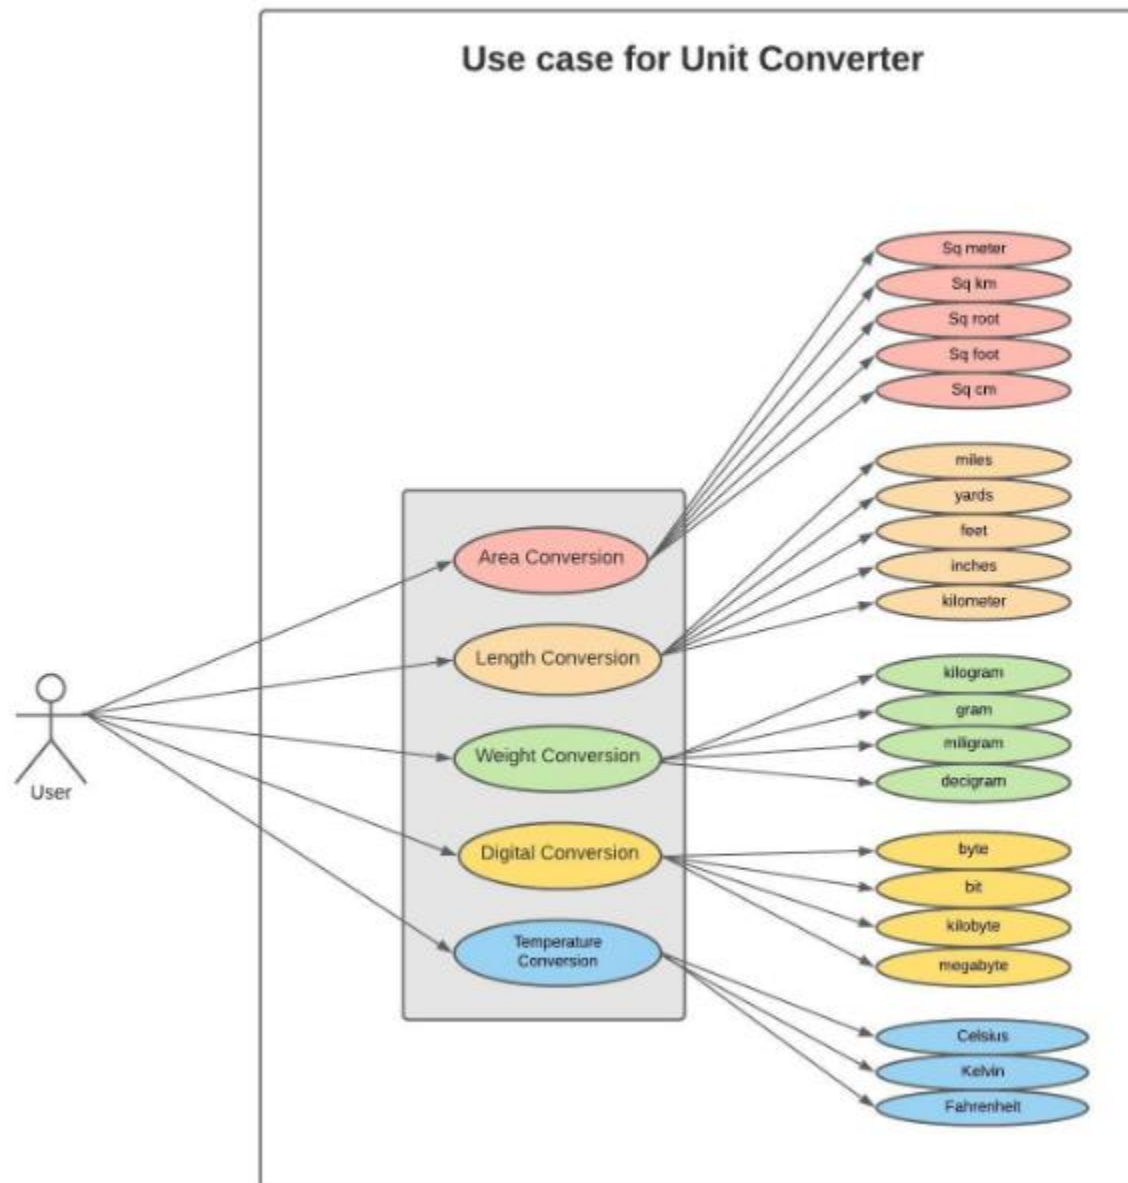 Use case for Unit Converter
Sq meter
Sq km
Sq root
Sq foot
Sq cm
miles
yards
feet
inches
kilometer
kilogram
gram
miligram
decigram
byte
bit
kilobyte
megabyte
Celsius
Kelvin
Fahrenheit
Area Conversion
Length Conversion
Weight Conversion
Digital Conversion
Temperature
Conversion
User